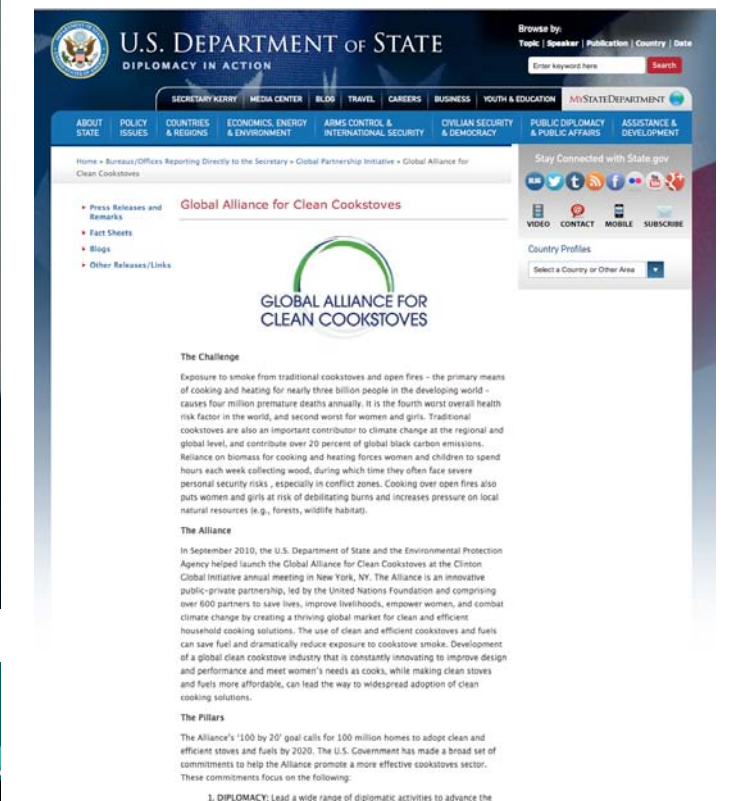 U.S. DEPARTMENT OF STATE
DIPLOMACY IN ACTION
Browse by:
Topic | Speaker | Publication | Country | Date
Enter keyword here
Search
SECRETARY KERRY
MEDIA CENTER
BLOG
TRAVEL
CAREERS
BUSINESS
YOUTH & EDUCATION
MYSTATEDEPARTMENT
ABOUT STATE
POLICY ISSUES
COUNTRIES & REGIONS
ECONOMICS, ENERGY & ENVIRONMENT
ARMS CONTROL & INTERNATIONAL SECURITY
CIVILIAN SECURITY & DEMOCRACY
PUBLIC DIPLOMACY & PUBLIC AFFAIRS
ASSISTANCE & DEVELOPMENT
Home » Bureaus/Offices Reporting Directly to the Secretary » Global Partnership Initiative » Global Alliance for
Clean Cookstoves
Press Releases and
Remarks
Fact Sheets
Blogs
Other Releases/Links
Global Alliance for Clean Cookstoves
GLOBAL ALLIANCE FOR
CLEAN COOKSTOVES
The Challenge
Exposure to smoke from traditional cookstoves and open fires – the primary means
of cooking and heating for nearly three billion people in the developing world –
causes four million premature deaths annually. It is the fourth worst overall health
risk factor in the world, and second worst for women and girls. Traditional
cookstoves are also an important contributor to climate change at the regional and
global level, and contribute over 20 percent of global black carbon emissions.
Reliance on biomass for cooking and heating forces women and children to spend
hours each week collecting wood, during which time they often face severe
personal security risks , especially in conflict zones. Cooking over open fires also
puts women and girls at risk of debilitating burns and increases pressure on local
natural resources (e.g., forests, wildlife habitat).
The Alliance
In September 2010, the U.S. Department of State and the Environmental Protection
Agency helped launch the Global Alliance for Clean Cookstoves at the Clinton
Global Initiative annual meeting in New York, NY. The Alliance is an innovative
public-private partnership, led by the United Nations Foundation and comprising
over 600 partners to save lives, improve livelihoods, empower women, and combat
climate change by creating a thriving global market for clean and efficient
household cooking solutions. The use of clean and efficient cookstoves and fuels
can save fuel and dramatically reduce exposure to cookstove smoke. Development
of a global clean cookstove industry that is constantly innovating to improve design
and performance and meet women's needs as cooks, while making clean stoves
and fuels more affordable, can lead the way to widespread adoption of clean
cooking solutions.
The Pillars
The Alliance's '100 by 20' goal calls for 100 million homes to adopt clean and
efficient stoves and fuels by 2020. The U.S. Government has made a broad set of
commitments to help the Alliance promote a more effective cookstoves sector.
These commitments focus on the following:
1. DIPLOMACY: Lead a wide range of diplomatic activities to advance the
Stay Connected with State.gov
VIDEO
CONTACT
MOBILE
SUBSCRIBE
Country Profiles
Select a Country or Other Area